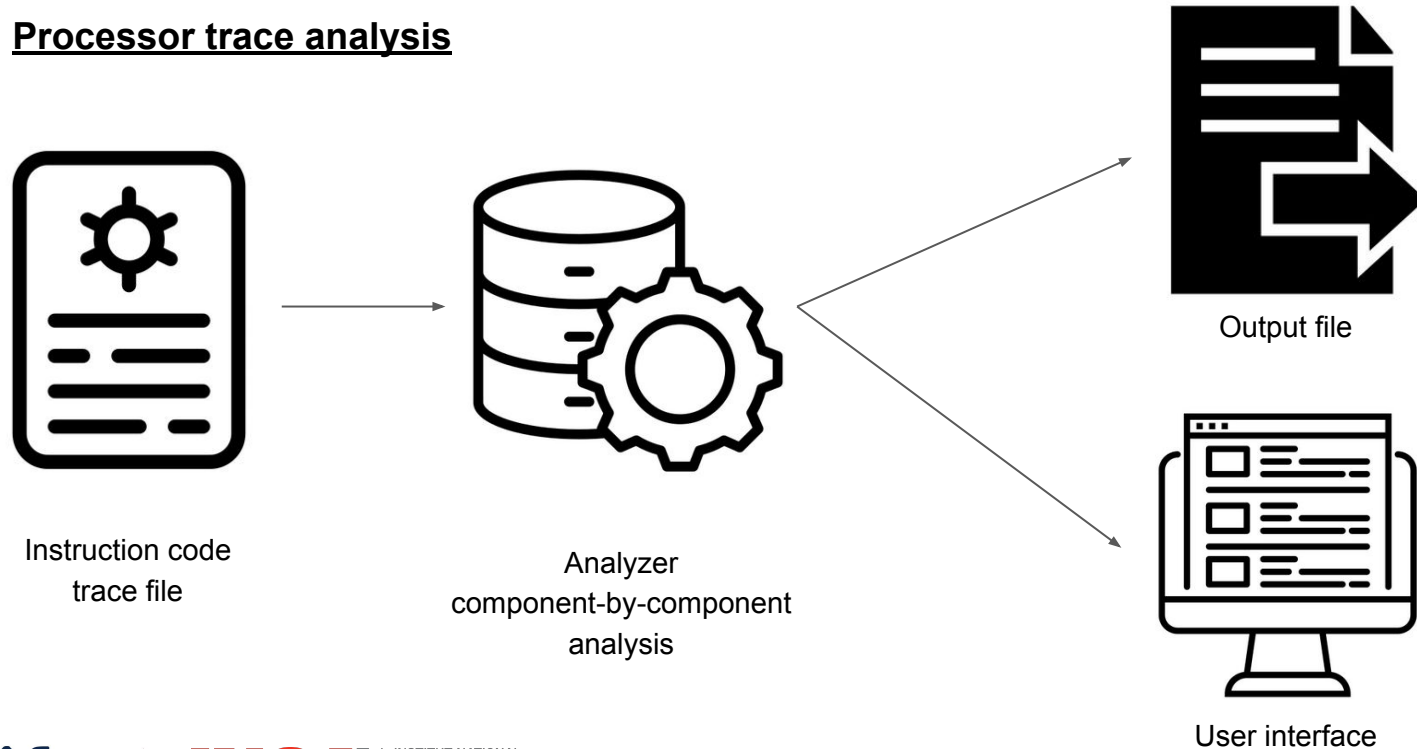 Processor trace analysis
Output file
Instruction code
trace file
Analyzer
component-by-component
analysis
User interface